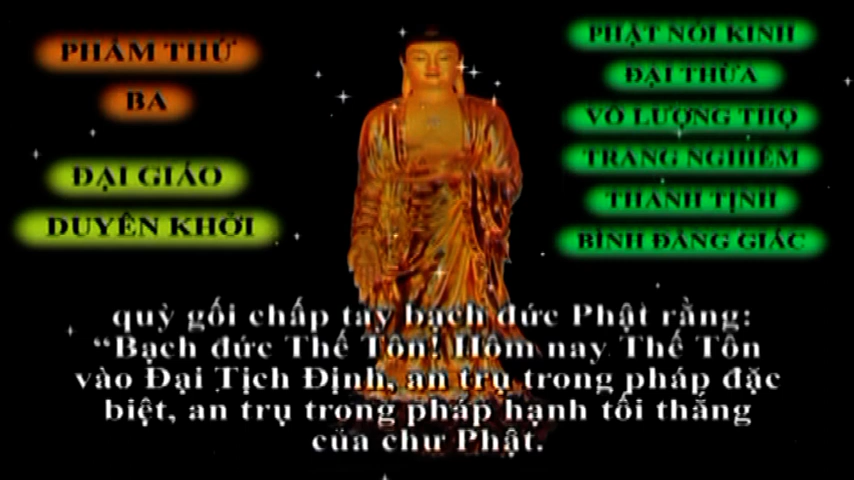 PHẨM THỨ
BA
ĐẠI GIÁO
DUYÊN KHỞI
PHẬT NÓI KINH
ĐẠI THỪA
VÔ LƯỢNG THỌ
TRANG NGHIÊM
THANH TỊNH
BÌNH ĐẲNG GIÁC
quỳ gối chấp tay bạch đức Phật rằng:
“Bạch đức Thế Tôn! Hôm nay Thế Tôn
vào Đại Tịch Định, an trụ trong pháp đặc
biệt, an trụ trong pháp hạnh tối thắng
của chư Phật.